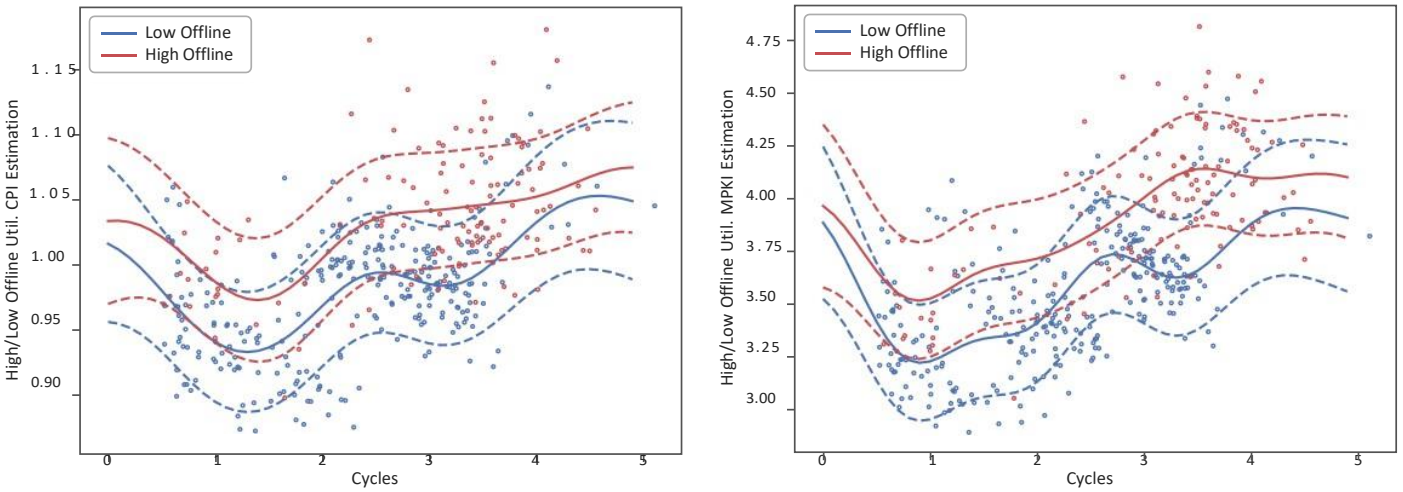 Low Offline
High Offline
High/Low Offline Util. CPI Estimation
1.15
1.10
1.05
1.00
0.95
0.90
0 1 2 3 4 5
Cycles
Low Offline
High Offline
High/Low Offline Util. MPKI Estimation
4.75
4.50
4.25
4.00
3.75
3.50
3.25
3.00
0 1 2 3 4 5
Cycles